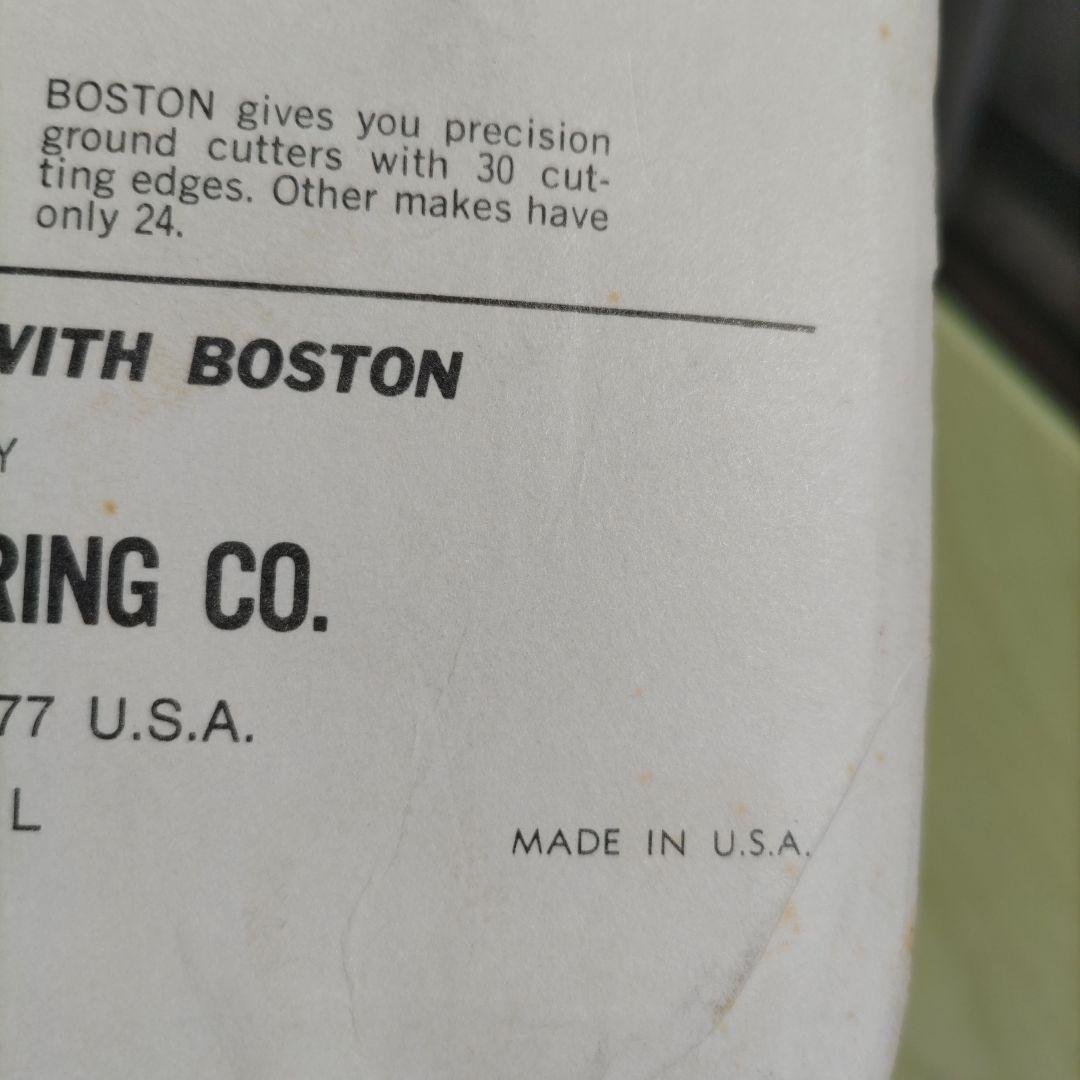 BOSTON gives you precision
ground cutters with 30 cut-
ting edges. Other makes have
only 24.
WITH BOSTON
Y
RING CO.
77 U.S.A.
L
MADE IN U.S.A.